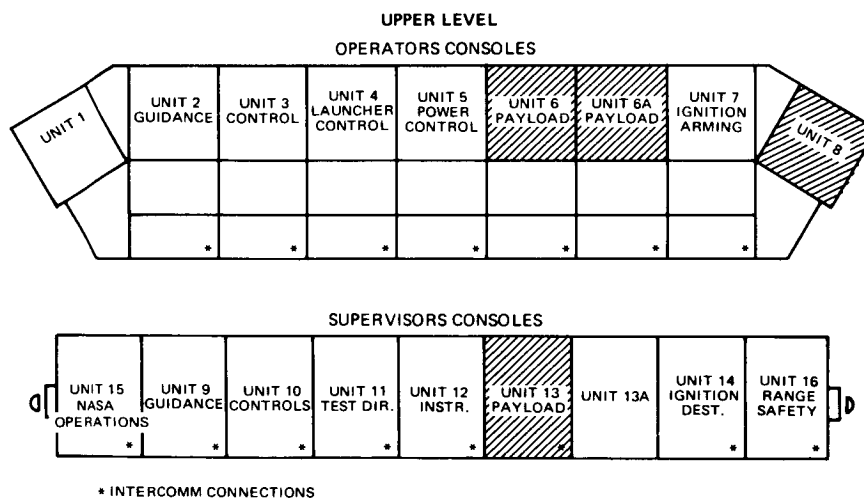 UPPER LEVEL
OPERATORS CONSOLES
UNIT 1
UNIT 2
GUIDANCE
UNIT 3
CONTROL
UNIT 4
LAUNCHER
CONTROL
UNIT 5
POWER
CONTROL
UNIT 6
PAYLOAD
UNIT 6A
PAYLOAD
UNIT 7
IGNITION
ARMING
UNIT 8
* * * * * * *
SUPERVISORS CONSOLES
UNIT 15
NASA
OPERATIONS
*
UNIT 9
GUIDANCE
*
UNIT 10
CONTROLS
*
UNIT 11
TEST DIR.
*
UNIT 12
INSTR.
*
UNIT 13
PAYLOAD
*
UNIT 13A
UNIT 14
IGNITION
DEST.
*
UNIT 16
RANGE
SAFETY
*
* INTERCOMM CONNECTIONS